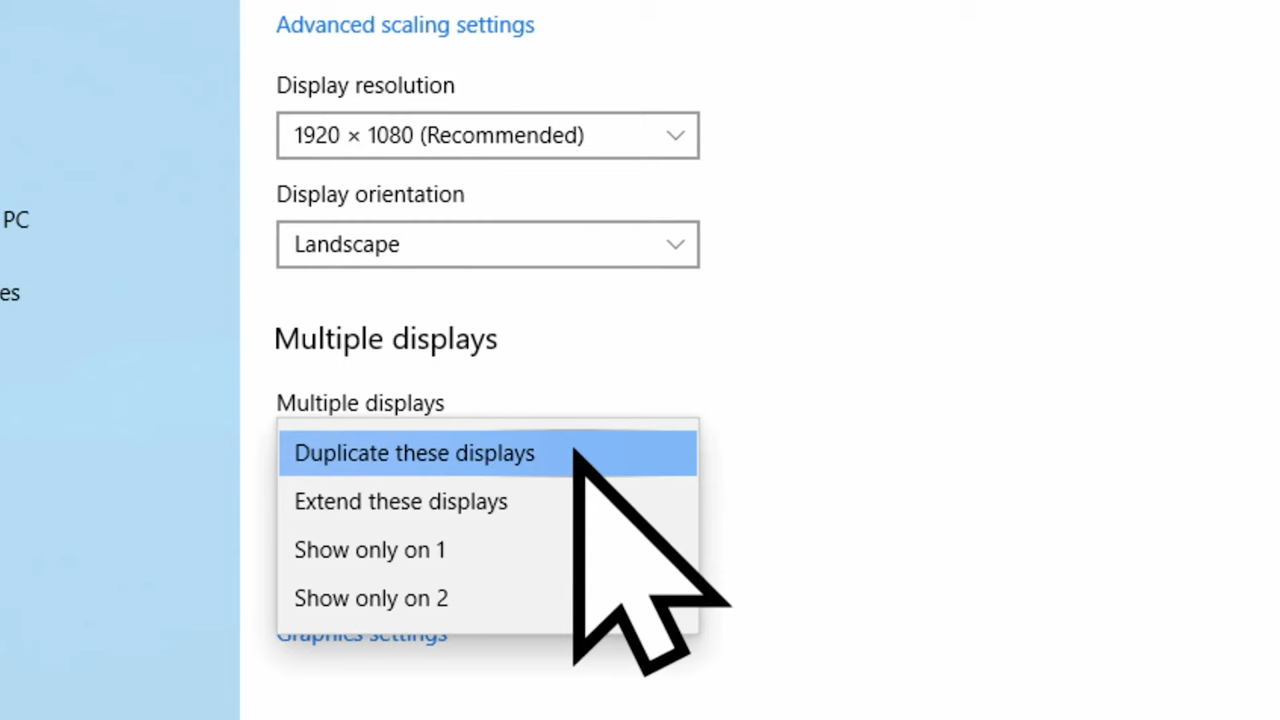 Advanced scaling settings
Display resolution
1920 × 1080 (Recommended)
Display orientation
PC
Landscape
es
Multiple displays
Multiple displays
Duplicate these displays
Extend these displays
Show only on 1
Show only on 2
Graphics settings